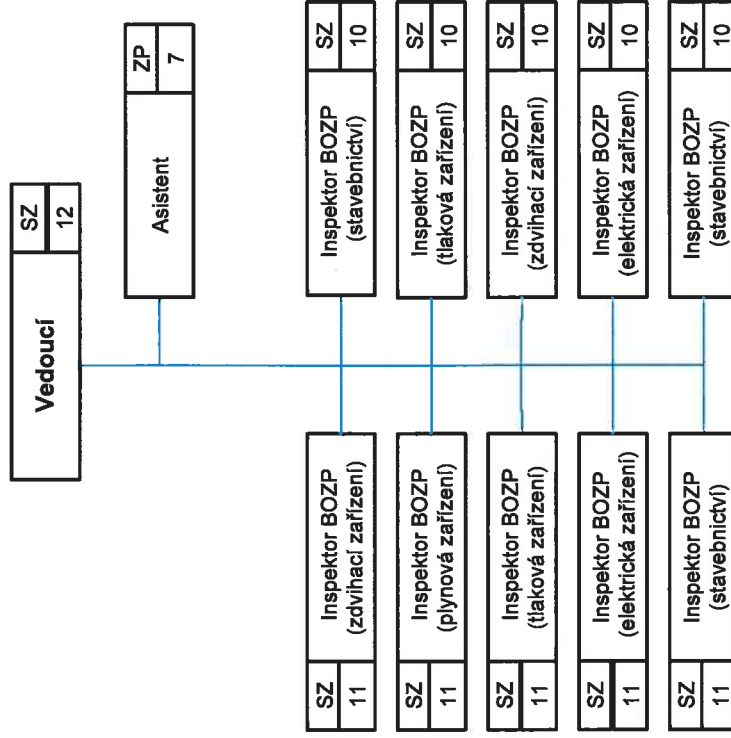 Vedoucí
SZ
12
Asistent
ZP
7
SZ
11
Inspektor BOZP
(zdvihací zařízení)
Inspektor BOZP
(stavebnictví)
SZ
10
SZ
11
Inspektor BOZP
(plynová zařízení)
Inspektor BOZP
(tlaková zařízení)
SZ
10
SZ
11
Inspektor BOZP
(tlaková zařízení)
Inspektor BOZP
(zdvihací zařízení)
SZ
10
SZ
11
Inspektor BOZP
(elektrická zařízení)
Inspektor BOZP
(elektrická zařízení)
SZ
10
SZ
11
Inspektor BOZP
(stavebnictví)
Inspektor BOZP
(stavebnictví)
SZ
10